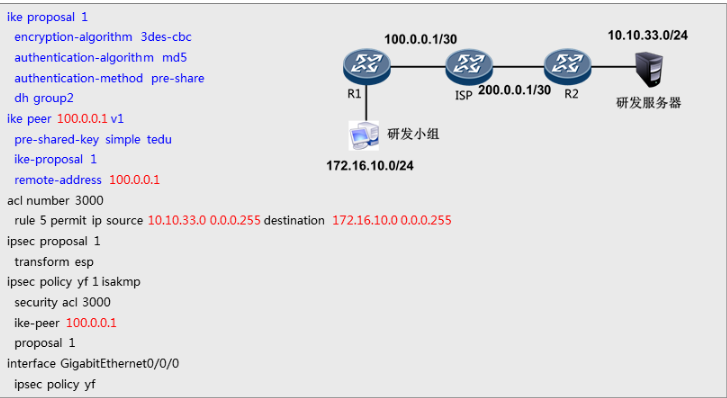 ike proposal 1
encryption-algorithm 3des-cbc
authentication-algorithm md5
authentication-method pre-share
dh group2
ike peer 100.0.0.1 v1
pre-shared-key simple tedu
ike-proposal 1
remote-address 100.0.0.1
acl number 3000
rule 5 permit ip source 10.10.33.0 0.0.0.255 destination 172.16.10.0 0.0.0.255
ipsec proposal 1
transform esp
ipsec policy yf 1 isakmp
security acl 3000
ike-peer 100.0.0.1
proposal 1
interface GigabitEthernet0/0/0
ipsec policy yf
100.0.0.1/30
10.10.33.0/24
R1
ISP
200.0.0.1/30
R2
研发服务器
研发小组
172.16.10.0/24